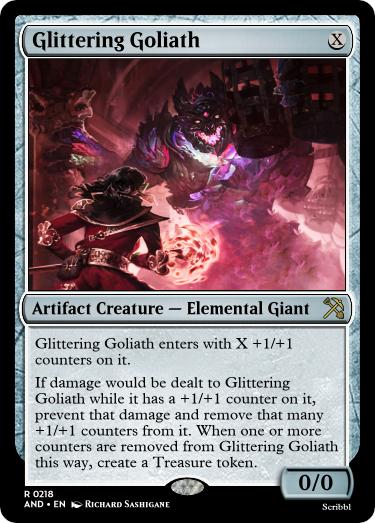 Glittering Goliath X
Artifact Creature — Elemental Giant
Glittering Goliath enters with X +1/+1
counters on it.
If damage would be dealt to Glittering
Goliath while it has a +1/+1 counter on it,
prevent that damage and remove that many
+1/+1 counters from it. When one or more
counters are removed from Glittering Goliath
this way, create a Treasure token.
0/0
R 0218
AND • EN Richard Sashigane
Scribbl